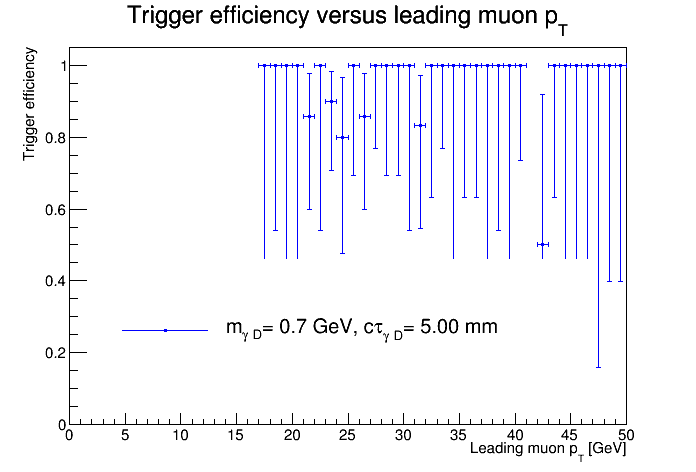 Trigger efficiency versus leading muon p_T
Trigger efficiency
1
0.8
0.6
0.4
0.2
0
m_γ D= 0.7 GeV, cτ_γ D= 5.00 mm
0 5 10 15 20 25 30 35 40 45 50
Leading muon p_T [GeV]